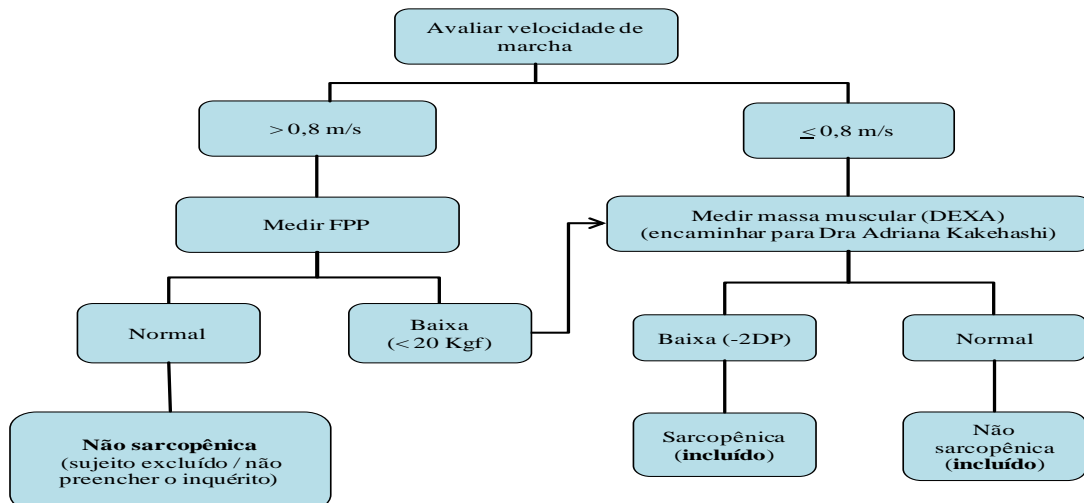 Avaliar velocidade de
marcha
> 0,8 m/s
≤ 0,8 m/s
Medir FPP
Medir massa muscular (DEXA)
(encaminhar para Dra Adriana Kakehashi)
Normal
Baixa
(< 20 Kgf)
Baixa (-2DP)
Normal
Não sarcopênica
(sujeito excluído / não
preencher o inquérito)
Sarcopênica
(incluído)
Não
sarcopênica
(incluído)